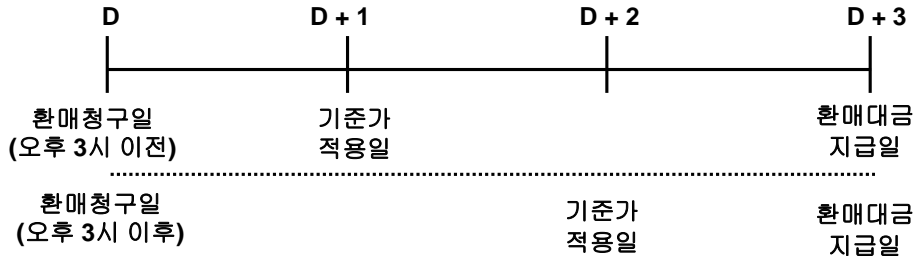 D D + 1 D + 2 D + 3
환매청구일 기준가 환매대금
(오후 3시 이전) 적용일 지급일
환매청구일 기준가 환매대금
(오후 3시 이후) 적용일 지급일